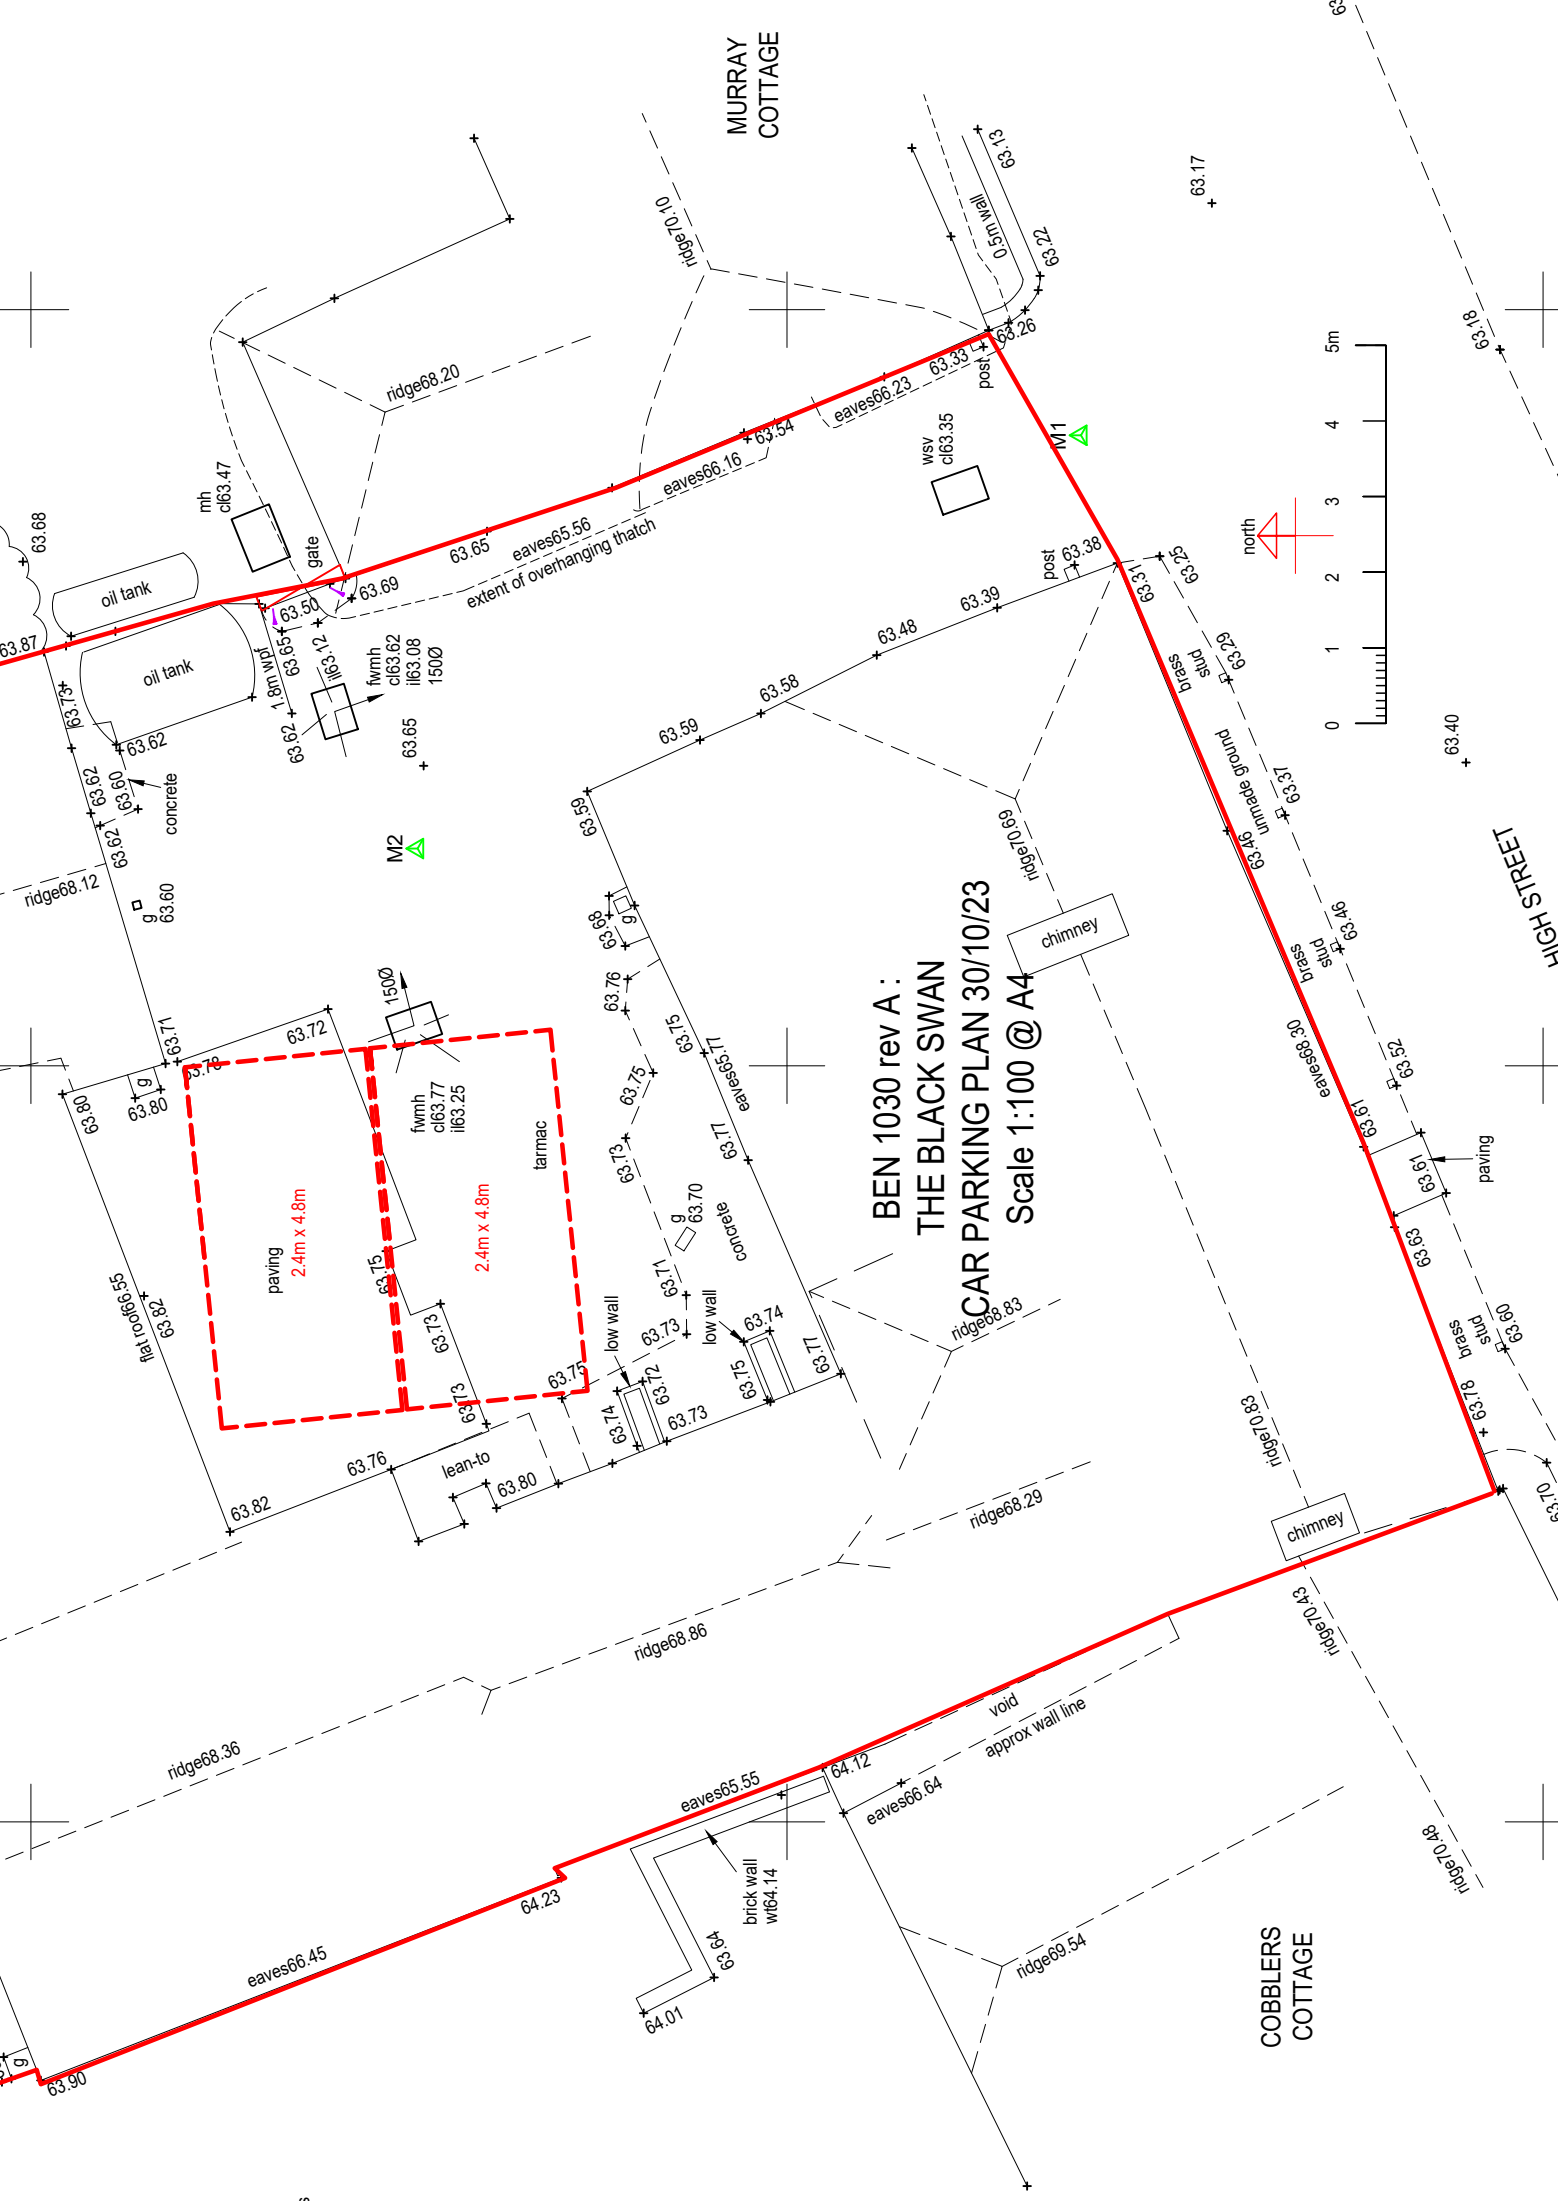 MURRAY
COTTAGE
63.17
63.13
0.5m wall
63.22
63.18
ridge70.10
63.26
63.33
post
eaves66.23
wsv
cl63.35
M1
63.54
eaves66.16
eaves65.56
63.65
extent of overhanging thatch
ridge68.20
mh
cl63.47
gate
63.69
63.50
63.68
oil tank
oil tank
63.87
63.73
63.62
1.8m wpf
63.65
il63.12
63.62
fwmh
cl63.62
il63.08
150Ø
63.65
63.62
63.60
63.62
concrete
ridge68.12
g
63.60
M2
post
63.38
63.31
63.25
63.39
63.48
63.58
63.59
63.59
north
0
1
2
3
4
5m
brass
stud
63.29
unmade ground
63.37
63.46
63.40
HIGH STREET
63.46
brass
stud
63.52
eaves68.30
63.61
63.61
paving
63.63
brass
stud
63.60
63.78
63.70
ridge70.69
chimney
63.68
g
63.76
63.75
eaves65.77
63.75
63.77
63.73
63.71
g
63.70
concrete
63.73
low wall
low wall
63.74
63.75
63.77
63.72
63.74
63.73
63.75
150Ø
63.71
63.72
63.78
63.80
g
63.80
fwmh
cl63.77
il63.25
tarmac
paving
2.4m x 4.8m
2.4m x 4.8m
63.75
63.73
63.73
flat roof66.55
63.82
63.82
63.76
lean-to
63.80
BEN 1030 rev A :
THE BLACK SWAN
CAR PARKING PLAN 30/10/23
Scale 1:100 @ A4
ridge68.83
ridge68.29
ridge70.83
chimney
ridge70.43
ridge68.86
ridge68.36
void
approx wall line
64.12
eaves66.64
eaves65.55
brick wall
wt64.14
64.23
eaves66.45
63.64
64.01
ridge69.54
ridge70.48
COBBLERS
COTTAGE
63.90
g